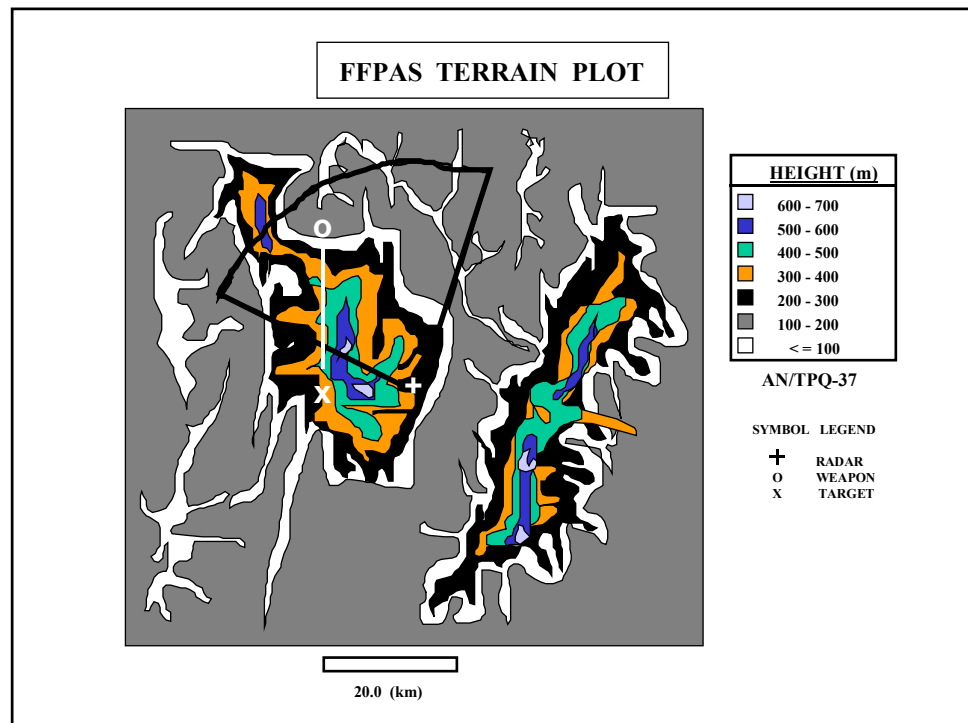 FFPAS TERRAIN PLOT
O
X
+
HEIGHT (m)
600 - 700
500 - 600
400 - 500
300 - 400
200 - 300
100 - 200
< = 100
AN/TPQ-37
SYMBOL LEGEND
+ RADAR
O WEAPON
X TARGET
20.0 (km)